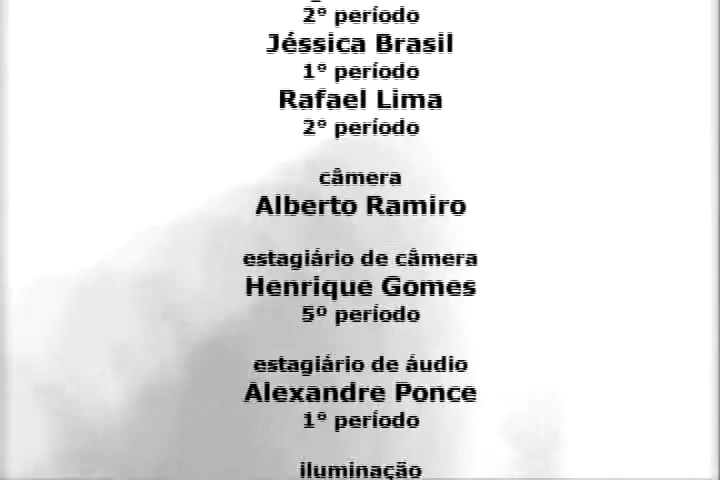 2º período
Jéssica Brasil
1º período
Rafael Lima
2º período
câmera
Alberto Ramiro
estagiário de câmera
Henrique Gomes
5º período
estagiário de áudio
Alexandre Ponce
1º período
iluminação